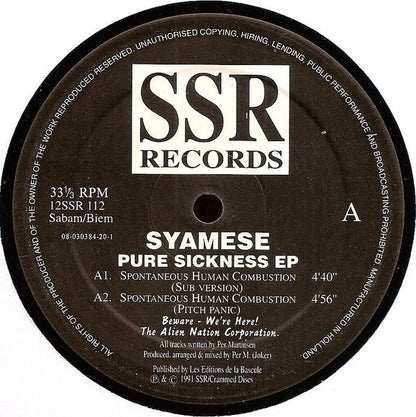 ALL RIGHTS OF THE PRODUCER AND OF THE OWNER OF THE WORK REPRODUCED RESERVED. UNAUTHORISED COPYING, HIRING, LENDING, PUBLIC PERFORMANCE AND BROADCASTING PROHIBITED. MANUFACTURED IN HOLLAND
SSR
RECORDS
33⅓ RPM
12SSR 112
Sabam/Biem
08-030384-20-1
A
SYAMESE
PURE SICKNESS EP
A1. SPONTANEOUS HUMAN COMBUSTION 4'40"
(SUB VERSION)
A2. SPONTANEOUS HUMAN COMBUSTION 4'56"
(PITCH PANIC)
Beware - We're Here!
The Alien Nation Corporation.
All tracks written by Per Martinsen
Produced, arranged & mixed by Per M. (Joker)
Published by Les Editions de la Bascule
℗ & © 1991 SSR/Crammed Discs